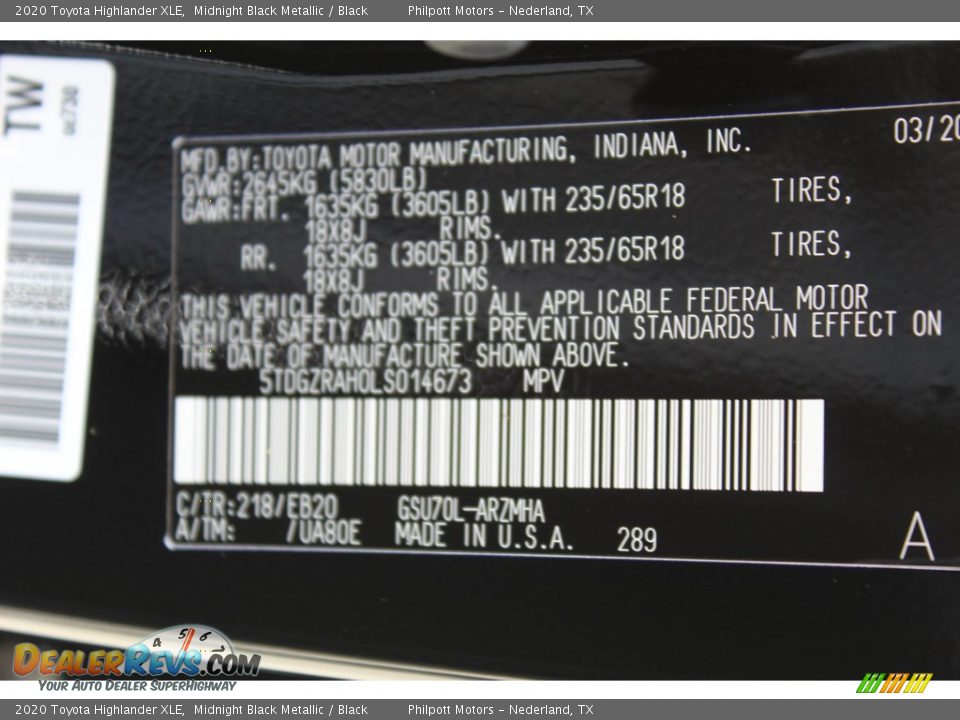 2020 Toyota Highlander XLE, Midnight Black Metallic / Black Philpott Motors - Nederland, TX
TW
03/20
MFD.BY:TOYOTA MOTOR MANUFACTURING, INDIANA, INC.
GVWR:2645KG (5830LB)
GAWR:FRT. 1635KG (3605LB) WITH 235/65R18 TIRES,
18X8J RIMS.
RR. 1635KG (3605LB) WITH 235/65R18 TIRES,
18X8J RIMS.
THIS VEHICLE CONFORMS TO ALL APPLICABLE FEDERAL MOTOR
VEHICLE SAFETY AND THEFT PREVENTION STANDARDS IN EFFECT ON
THE DATE OF MANUFACTURE SHOWN ABOVE.
5TDGZRAH0LS014673 MPV
C/TR:218/EB20 GSU70L-ARZMHA
A/TM: /UA80E MADE IN U.S.A. 289
A
4 5 6 7
DEALERREVS.COM
YOUR AUTO DEALER SUPERHIGHWAY
2020 Toyota Highlander XLE, Midnight Black Metallic / Black Philpott Motors - Nederland, TX